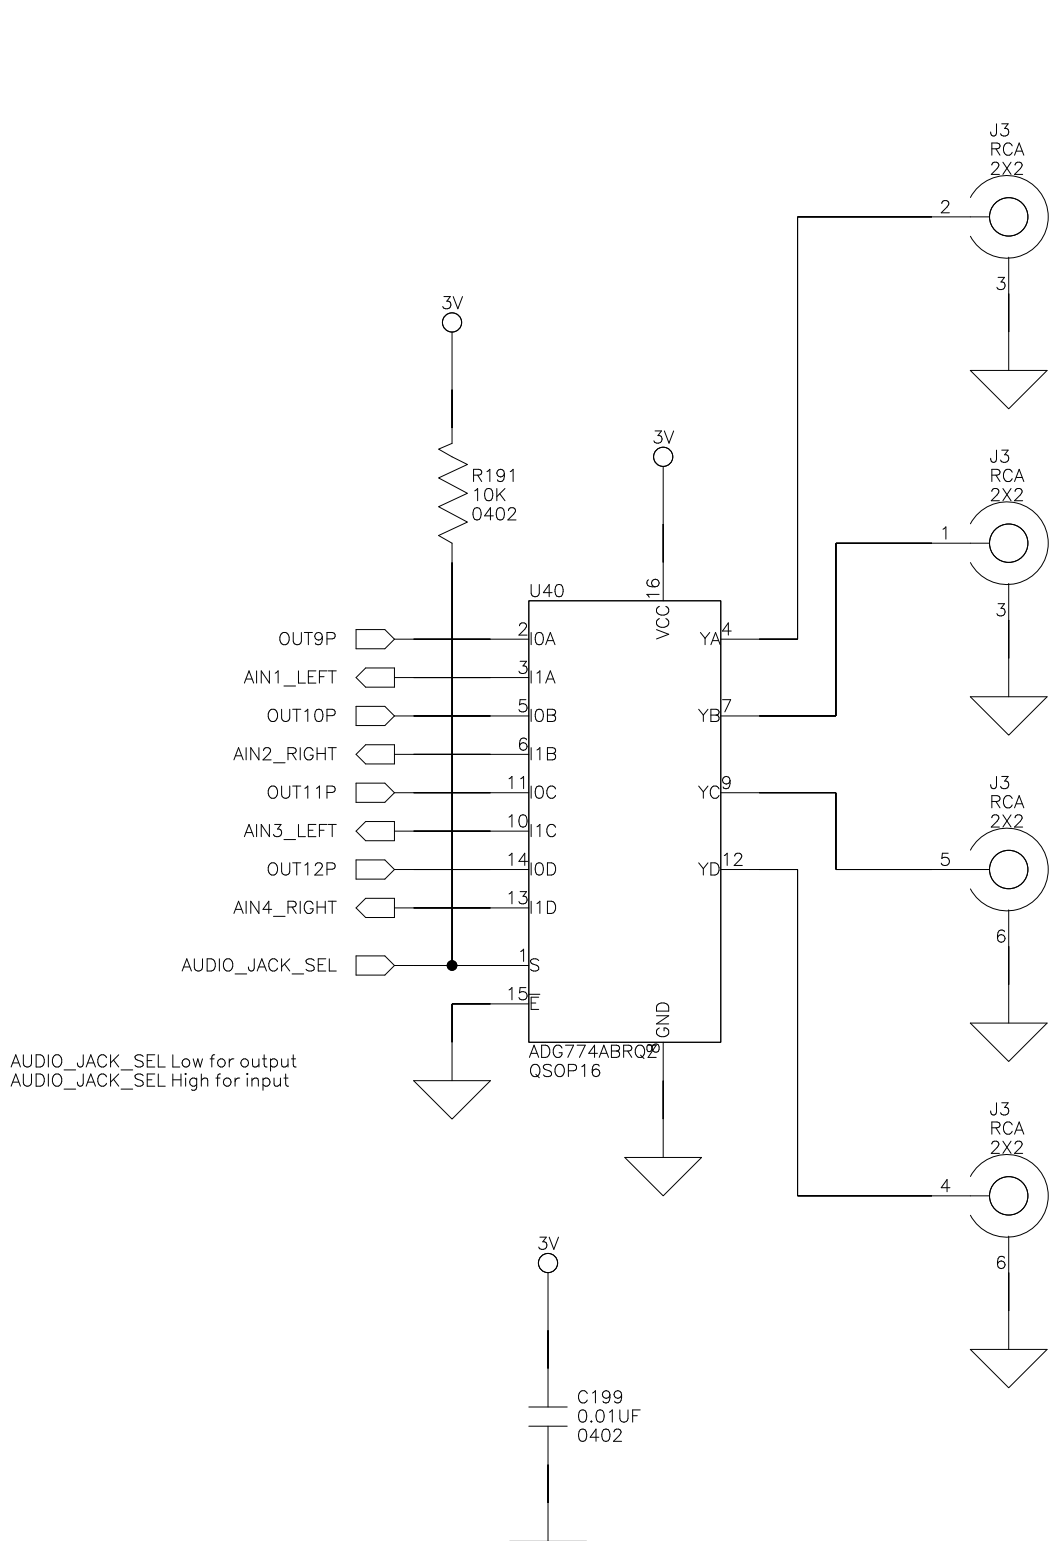 J3
RCA
2X2
2
3
3V
R191
10K
0402
3V
J3
RCA
2X2
1
3
U40
16
VCC
OUT9P
2
I0A
YA
4
AIN1_LEFT
3
I1A
OUT10P
5
I0B
YB
7
AIN2_RIGHT
6
I1B
OUT11P
11
I0C
YC
9
AIN3_LEFT
10
I1C
OUT12P
14
I0D
YD
12
AIN4_RIGHT
13
I1D
AUDIO_JACK_SEL
1
S
15
E
GND
8
ADG774ABRQZ
QSOP16
J3
RCA
2X2
5
6
AUDIO_JACK_SEL Low for output
AUDIO_JACK_SEL High for input
J3
RCA
2X2
4
6
3V
C199
0.01UF
0402